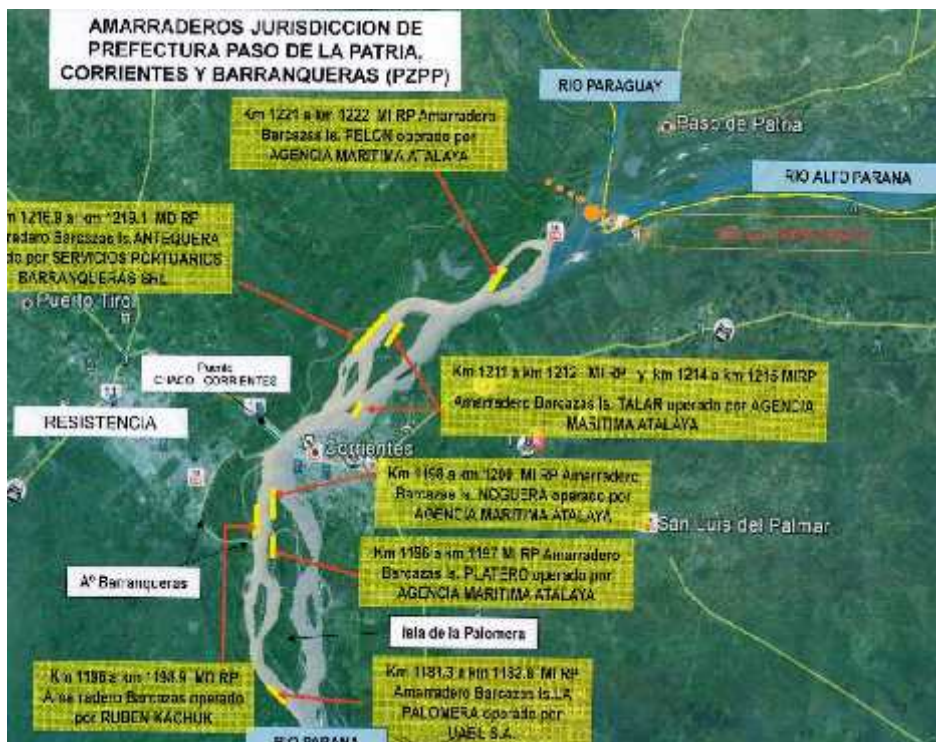 AMARRADEROS JURISDICCION DE
PREFECTURA PASO DE LA PATRIA,
CORRIENTES Y BARRANQUERAS (PZPP)
RIO PARAGUAY
Paso de Patria
RIO ALTO PARANA
Km 1221 a km 1222 MI RP Amarradero
Barcazas Is. PELON operado por
AGENCIA MARITIMA ATALAYA
1216.9 a km 1219.1 MD RP
Barcazas Is. ANTEQUERA
por SERVICIOS PORTUARIOS
BARRANQUERAS SRL
Puerto Tirol
Puente
CHACO CORRIENTES
11
RESISTENCIA
Km 1211 a km 1212 MI RP y km 1214 a km 1215 MIRP
Amarradero Barcazas Is. TALAR operado por AGENCIA
MARITIMA ATALAYA
Corrientes
Km 1198 a km 1200 MI RP Amarradero
Barcazas Is. NOGUERA operado por
AGENCIA MARITIMA ATALAYA
San Luis del Palmar
Km 1196 a km 1197 MI RP Amarradero
Barcazas Is. PLATERO operado por
AGENCIA MARITIMA ATALAYA
Aº Barranqueras
Isla de la Palomera
Km 1196 a km 1198.9 MD RP
Amarradero Barcazas operado
por RUBEN KACHUK
Km 1181.3 a km 1182.8 MI RP
Amarradero Barcazas Is. LA
PALOMERA operado por
UABL S.A.
RIO PARANA